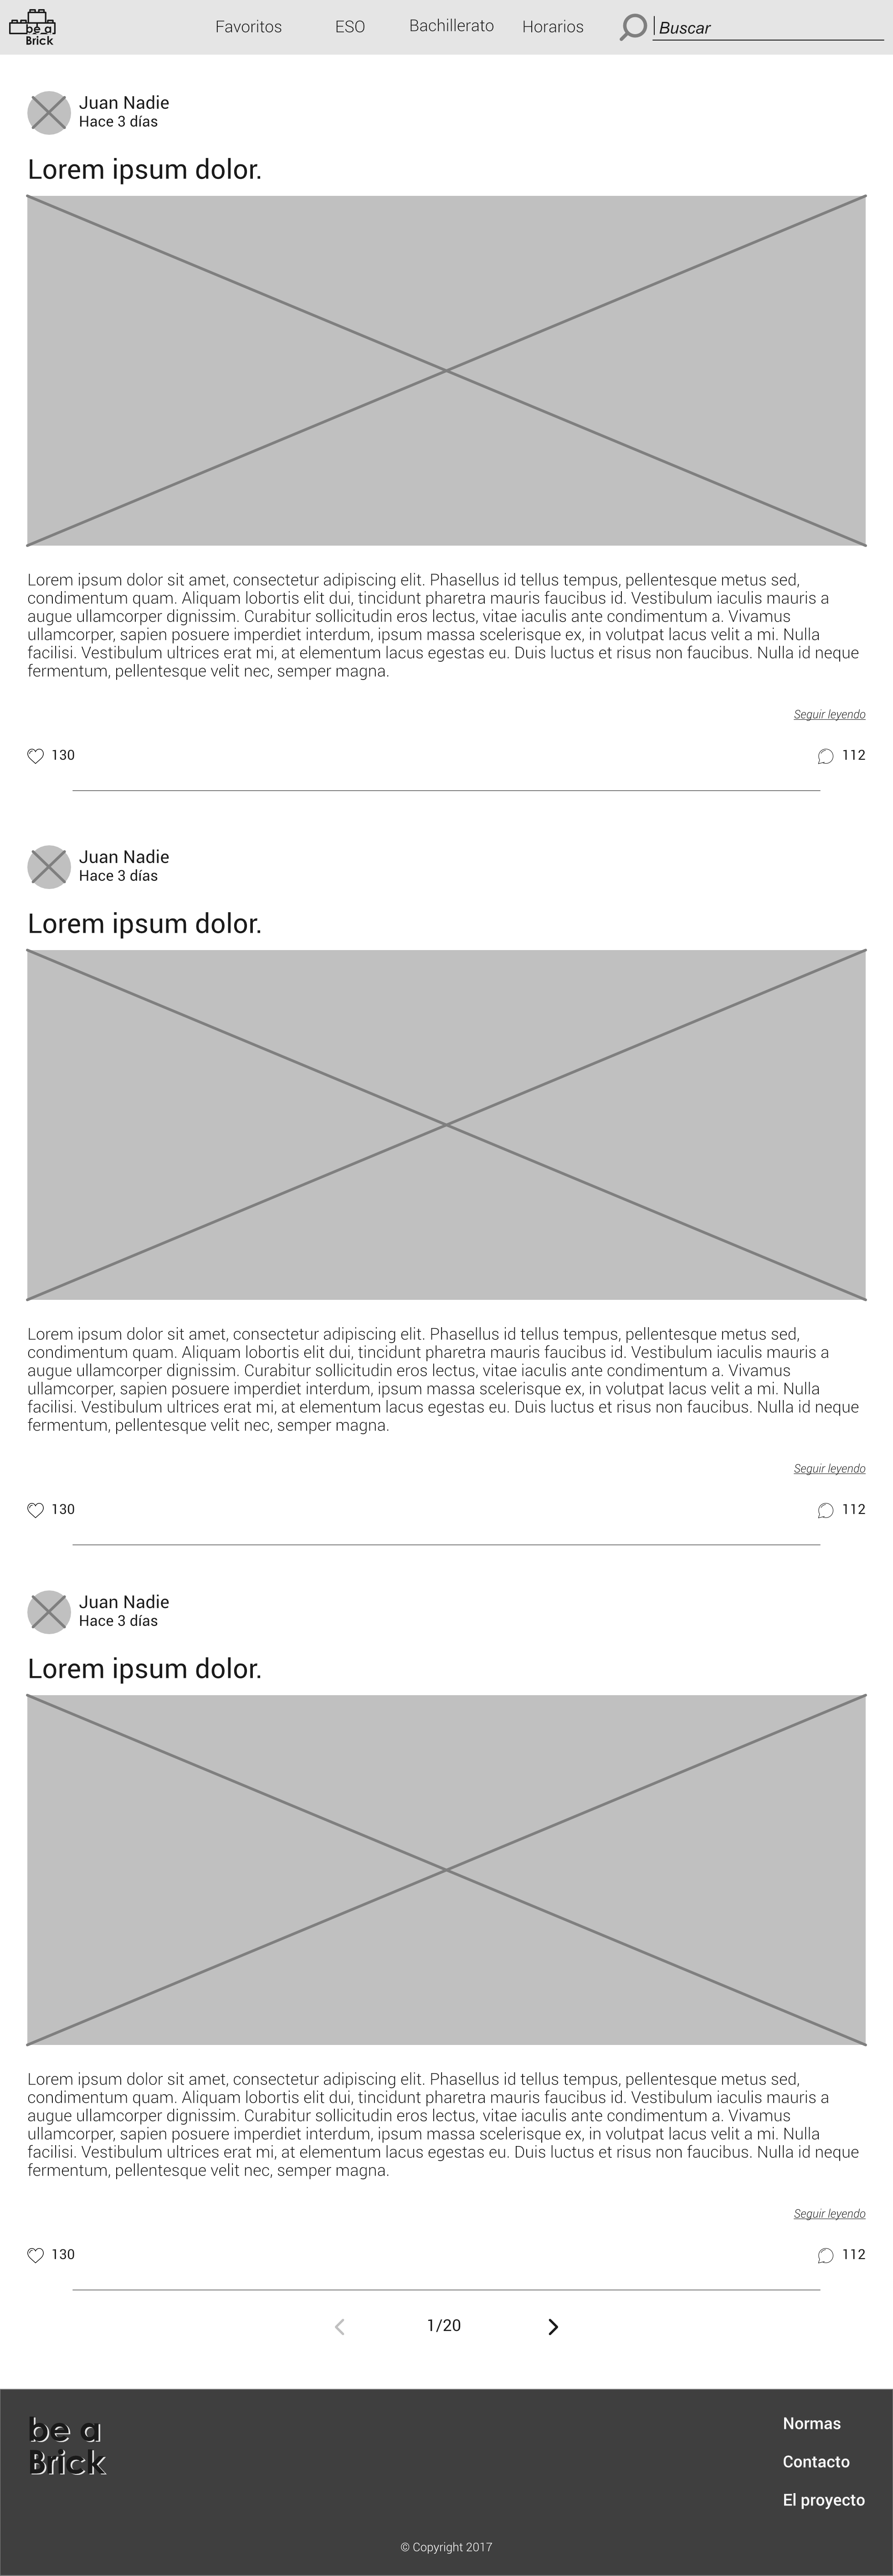 be a
Brick
Favoritos
ESO
Bachillerato
Horarios
Buscar
Juan Nadie
Hace 3 días
Lorem ipsum dolor.
Lorem ipsum dolor sit amet, consectetur adipiscing elit. Phasellus id tellus tempus, pellentesque metus sed,
condimentum quam. Aliquam lobortis elit dui, tincidunt pharetra mauris faucibus id. Vestibulum iaculis mauris a
augue ullamcorper dignissim. Curabitur sollicitudin eros lectus, vitae iaculis ante condimentum a. Vivamus
ullamcorper, sapien posuere imperdiet interdum, ipsum massa scelerisque ex, in volutpat lacus velit a mi. Nulla
facilisi. Vestibulum ultrices erat mi, at elementum lacus egestas eu. Duis luctus et risus non faucibus. Nulla id neque
fermentum, pellentesque velit nec, semper magna.
Seguir leyendo
130
112
Juan Nadie
Hace 3 días
Lorem ipsum dolor.
Lorem ipsum dolor sit amet, consectetur adipiscing elit. Phasellus id tellus tempus, pellentesque metus sed,
condimentum quam. Aliquam lobortis elit dui, tincidunt pharetra mauris faucibus id. Vestibulum iaculis mauris a
augue ullamcorper dignissim. Curabitur sollicitudin eros lectus, vitae iaculis ante condimentum a. Vivamus
ullamcorper, sapien posuere imperdiet interdum, ipsum massa scelerisque ex, in volutpat lacus velit a mi. Nulla
facilisi. Vestibulum ultrices erat mi, at elementum lacus egestas eu. Duis luctus et risus non faucibus. Nulla id neque
fermentum, pellentesque velit nec, semper magna.
Seguir leyendo
130
112
Juan Nadie
Hace 3 días
Lorem ipsum dolor.
Lorem ipsum dolor sit amet, consectetur adipiscing elit. Phasellus id tellus tempus, pellentesque metus sed,
condimentum quam. Aliquam lobortis elit dui, tincidunt pharetra mauris faucibus id. Vestibulum iaculis mauris a
augue ullamcorper dignissim. Curabitur sollicitudin eros lectus, vitae iaculis ante condimentum a. Vivamus
ullamcorper, sapien posuere imperdiet interdum, ipsum massa scelerisque ex, in volutpat lacus velit a mi. Nulla
facilisi. Vestibulum ultrices erat mi, at elementum lacus egestas eu. Duis luctus et risus non faucibus. Nulla id neque
fermentum, pellentesque velit nec, semper magna.
Seguir leyendo
130
112
1/20
be a
Brick
Normas
Contacto
El proyecto
© Copyright 2017